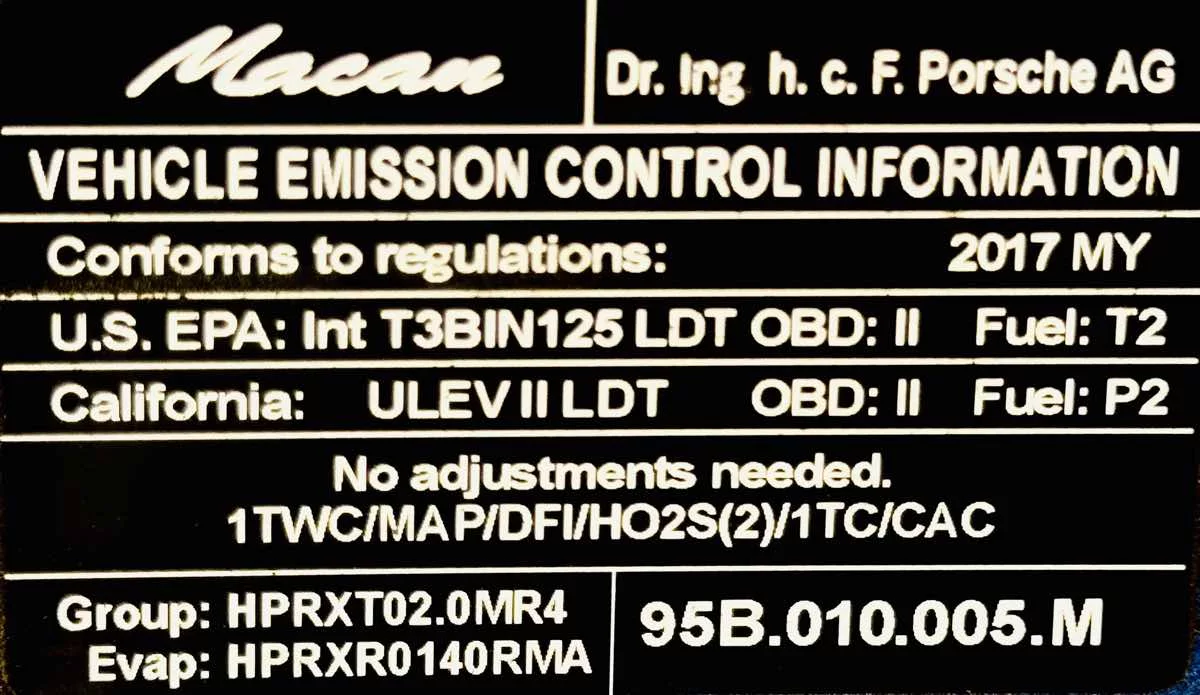 Macan
Dr. Ing h. c. F. Porsche AG
VEHICLE EMISSION CONTROL INFORMATION
Conforms to regulations: 2017 MY
U.S. EPA: Int T3BIN125 LDT OBD: II Fuel: T2
California: ULEV II LDT OBD: II Fuel: P2
No adjustments needed.
1TWC/MAP/DFI/HO2S(2)/1TC/CAC
Group: HPRXT02.0MR4
Evap: HPRXR0140RMA
95B.010.005.M